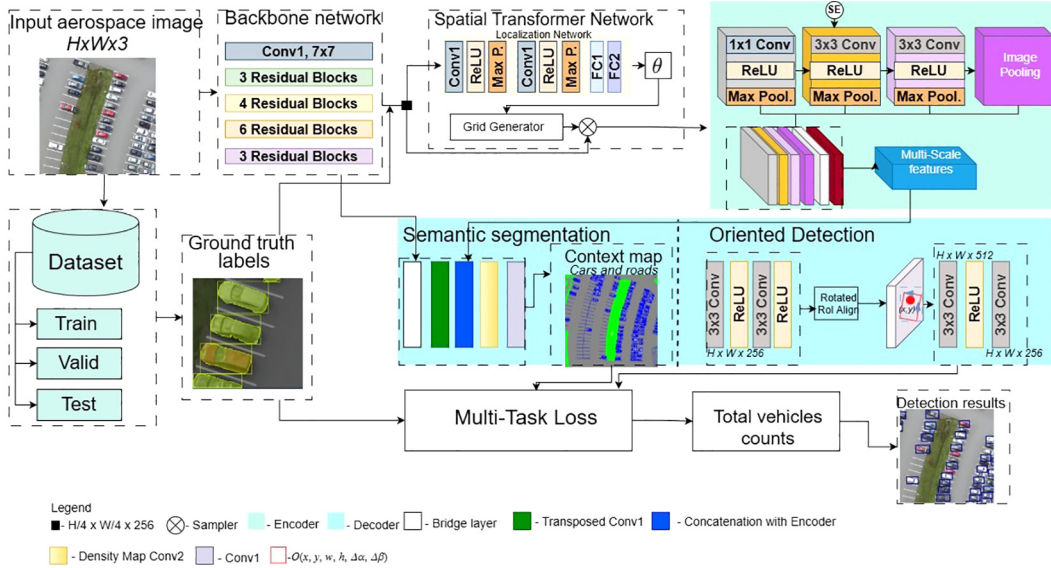 Input aerospace image
HxWx3
Backbone network
Conv1, 7x7
3 Residual Blocks
4 Residual Blocks
6 Residual Blocks
3 Residual Blocks
Spatial Transformer Network
Localization Network
Conv1
ReLU
Max P.
Conv1
ReLU
Max P.
FC1
FC2
θ
Grid Generator
SE
1x1 Conv
ReLU
Max Pool.
3x3 Conv
ReLU
Max Pool.
3x3 Conv
ReLU
Max Pool.
Image
Pooling
Multi-Scale
features
Dataset
Train
Valid
Test
Ground truth
labels
Semantic segmentation
Context map
Cars and roads
Oriented Detection
3x3 Conv
ReLU
3x3 Conv
ReLU
H x W x 256
Rotated
RoI Align
(x,y)
H x W x 512
3x3 Conv
ReLU
3x3 Conv
H x W x 256
Multi-Task Loss
Total vehicles
counts
Detection results
Legend
- H/4 x W/4 x 256
- Sampler
- Encoder
- Decoder
- Bridge layer
- Transposed Conv1
- Concatenation with Encoder
- Density Map Conv2
- Conv1
-O(x, y, w, h, Δα, Δβ)